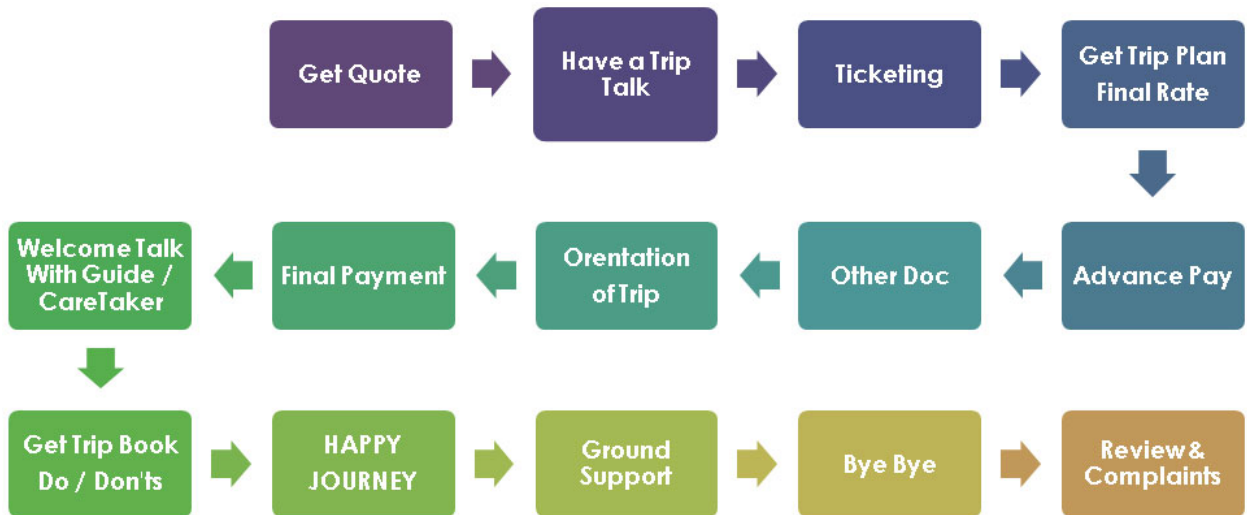 Get Quote
Have a Trip
Talk
Ticketing
Get Trip Plan
Final Rate
Advance Pay
Other Doc
Orentation
of Trip
Final Payment
Welcome Talk
With Guide /
CareTaker
Get Trip Book
Do / Don'ts
HAPPY
JOURNEY
Ground
Support
Bye Bye
Review &
Complaints